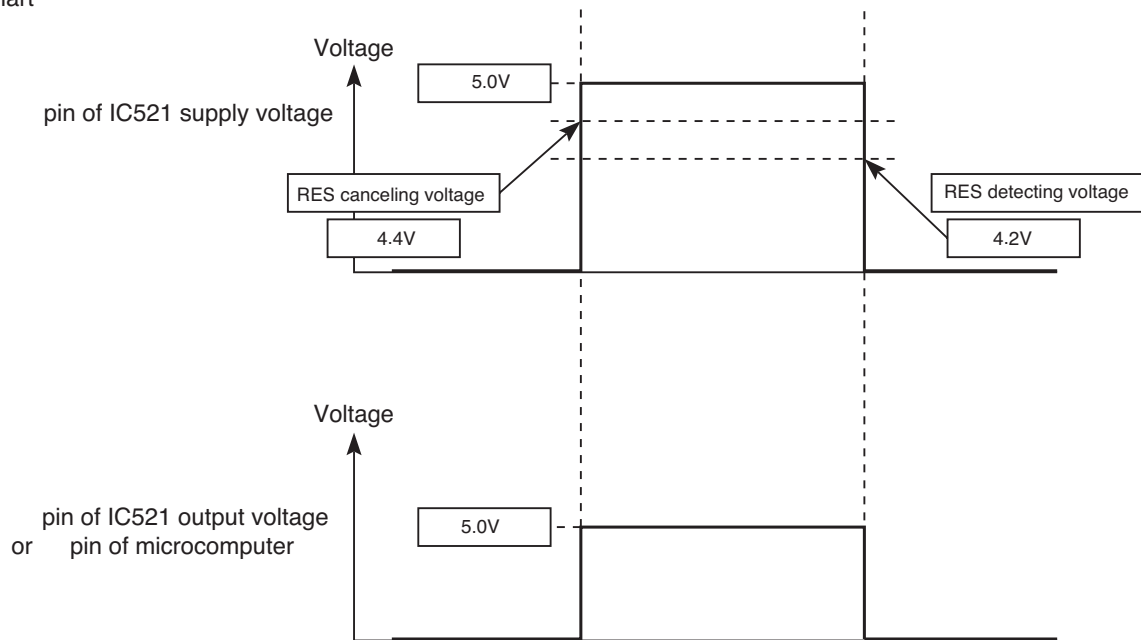 Voltage
pin of IC521 supply voltage
5.0V
RES canceling voltage
4.4V
RES detecting voltage
4.2V
Voltage
pin of IC521 output voltage
or pin of microcomputer
5.0V